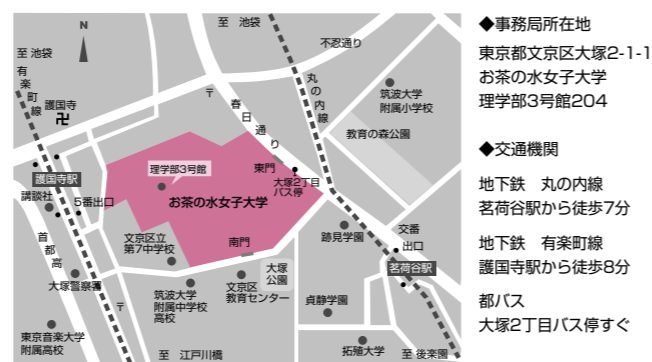 N
至 池袋
不忍通り
至 池袋
有楽町線
護国寺
丸の内線
春日通り
筑波大学
附属小学校
教育の森公園
理学部3号館
東門
大塚2丁目
バス停
護国寺駅
講談社
5番出口
お茶の水女子大学
首都高
文京区立
第7中学校
南門
跡見学園
交番
出口
茗荷谷駅
大塚警察署
大塚
公園
筑波大学
附属中学校
高校
文京区
教育センター
貞静学園
東京音楽大学
附属高校
至 江戸川橋
拓殖大学
至 後楽園
◆事務局所在地
東京都文京区大塚2-1-1
お茶の水女子大学
理学部3号館204
◆交通機関
地下鉄 丸の内線
茗荷谷駅から徒歩7分
地下鉄 有楽町線
護国寺駅から徒歩8分
都バス
大塚2丁目バス停すぐ